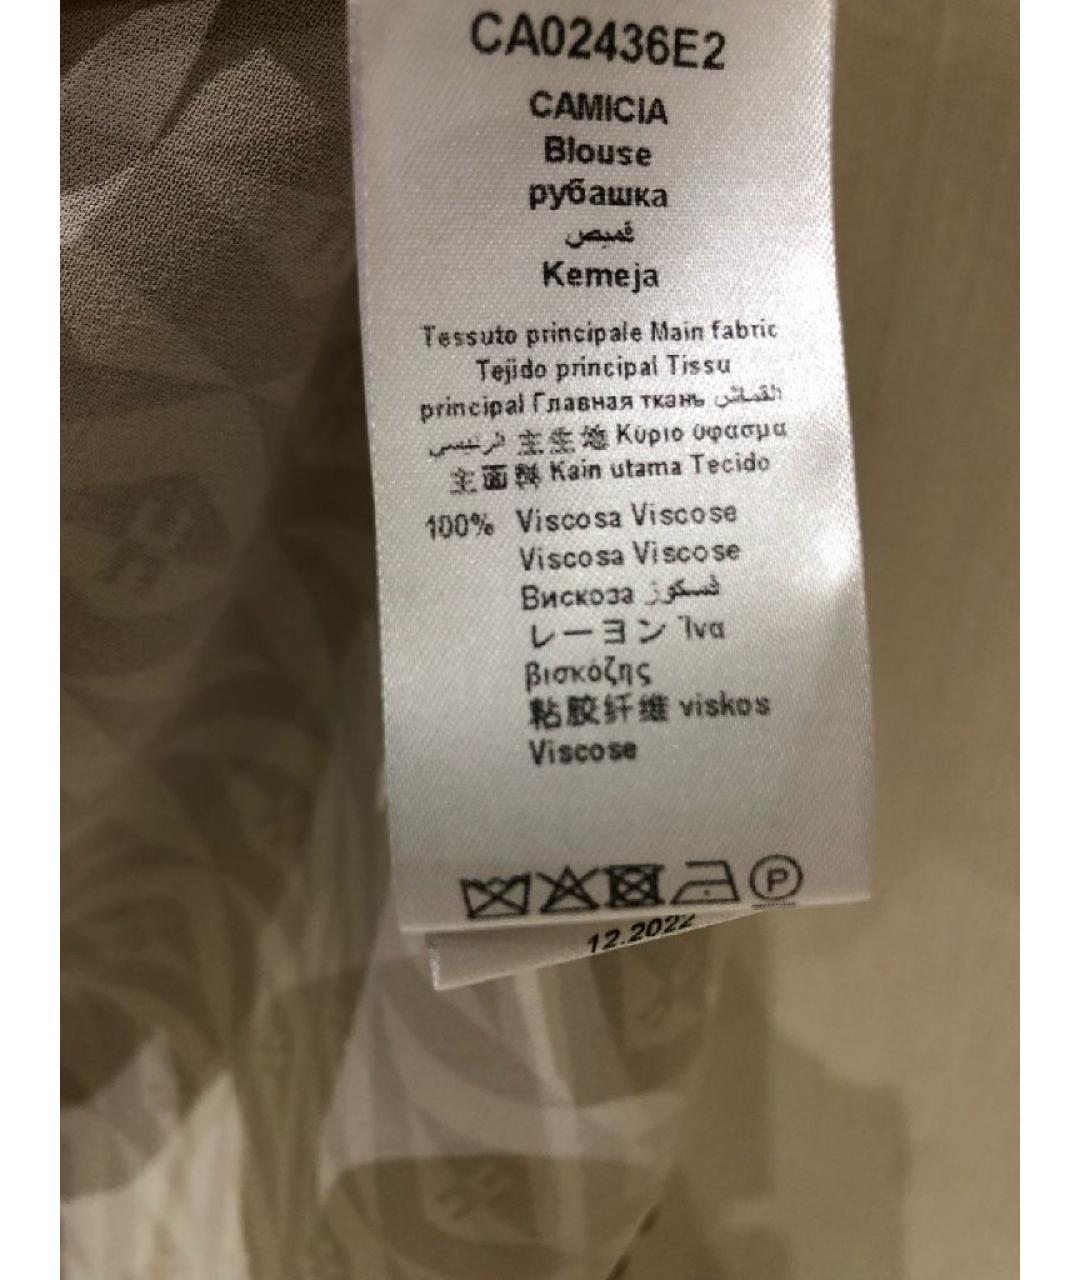 CA02436E2
CAMICIA
Blouse
рубашка
قميص
Kemeja
Tessuto principale Main fabric
Tejido principal Tissu
principal Главная ткань القماش
الرئيسي 主生地 Κύριο ύφασμα
主面料 Kain utama Tecido
100% Viscosa Viscose
Viscosa Viscose
Вискоза فسكوز
レーヨン Ίνα
βισκόζης
粘胶纤维 viskos
Viscose
P
12.2022